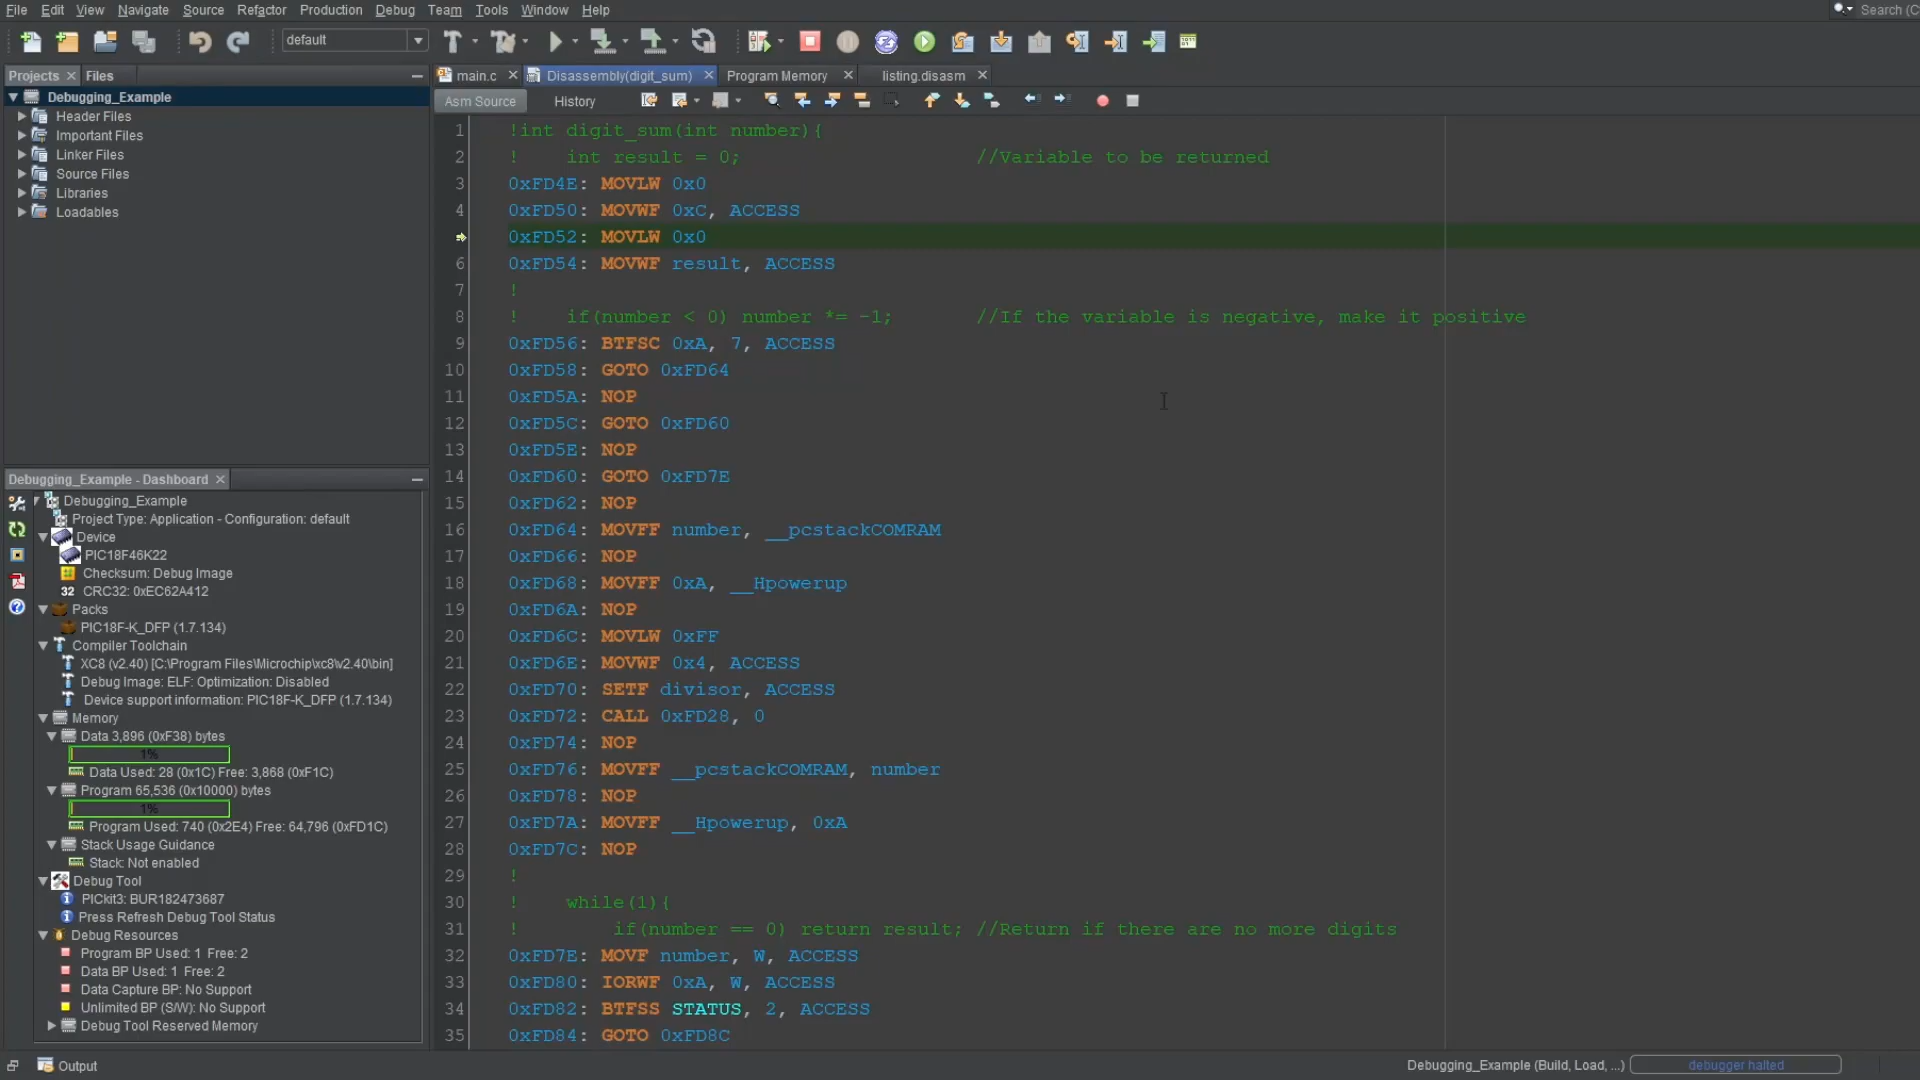 File Edit View Navigate Source Refactor Production Debug Team Tools Window Help
Search (C
default
Projects Files
Debugging_Example
Header Files
Important Files
Linker Files
Source Files
Libraries
Loadables
Debugging_Example - Dashboard
Debugging_Example
Project Type: Application - Configuration: default
Device
PIC18F46K22
Checksum: Debug Image
32 CRC32: 0xEC62A412
Packs
PIC18F-K_DFP (1.7.134)
Compiler Toolchain
XC8 (v2.40) [C:\Program Files\Microchip\xc8\v2.40\bin]
Debug Image: ELF: Optimization: Disabled
Device support information: PIC18F-K_DFP (1.7.134)
Memory
Data 3,896 (0xF38) bytes
1%
Data Used: 28 (0x1C) Free: 3,868 (0xF1C)
Program 65,536 (0x10000) bytes
1%
Program Used: 740 (0x2E4) Free: 64,796 (0xFD1C)
Stack Usage Guidance
Stack: Not enabled
Debug Tool
PICkit3: BUR182473687
Press Refresh Debug Tool Status
Debug Resources
Program BP Used: 1 Free: 2
Data BP Used: 1 Free: 2
Data Capture BP: No Support
Unlimited BP (S/W): No Support
Debug Tool Reserved Memory
main.c Disassembly(digit_sum) Program Memory listing.disasm
Asm Source History
1 !int digit_sum(int number){
2 !    int result = 0;                    //Variable to be returned
3 0xFD4E: MOVLW 0x0
4 0xFD50: MOVWF 0xC, ACCESS
0xFD52: MOVLW 0x0
6 0xFD54: MOVWF result, ACCESS
7 !
8 !    if(number < 0) number *= -1;       //If the variable is negative, make it positive
9 0xFD56: BTFSC 0xA, 7, ACCESS
10 0xFD58: GOTO 0xFD64
11 0xFD5A: NOP
12 0xFD5C: GOTO 0xFD60
13 0xFD5E: NOP
14 0xFD60: GOTO 0xFD7E
15 0xFD62: NOP
16 0xFD64: MOVFF number, __pcstackCOMRAM
17 0xFD66: NOP
18 0xFD68: MOVFF 0xA, __Hpowerup
19 0xFD6A: NOP
20 0xFD6C: MOVLW 0xFF
21 0xFD6E: MOVWF 0x4, ACCESS
22 0xFD70: SETF divisor, ACCESS
23 0xFD72: CALL 0xFD28, 0
24 0xFD74: NOP
25 0xFD76: MOVFF __pcstackCOMRAM, number
26 0xFD78: NOP
27 0xFD7A: MOVFF __Hpowerup, 0xA
28 0xFD7C: NOP
29 !
30 !    while(1){
31 !        if(number == 0) return result; //Return if there are no more digits
32 0xFD7E: MOVF number, W, ACCESS
33 0xFD80: IORWF 0xA, W, ACCESS
34 0xFD82: BTFSS STATUS, 2, ACCESS
35 0xFD84: GOTO 0xFD8C
Output
Debugging_Example (Build, Load, ...) debugger halted